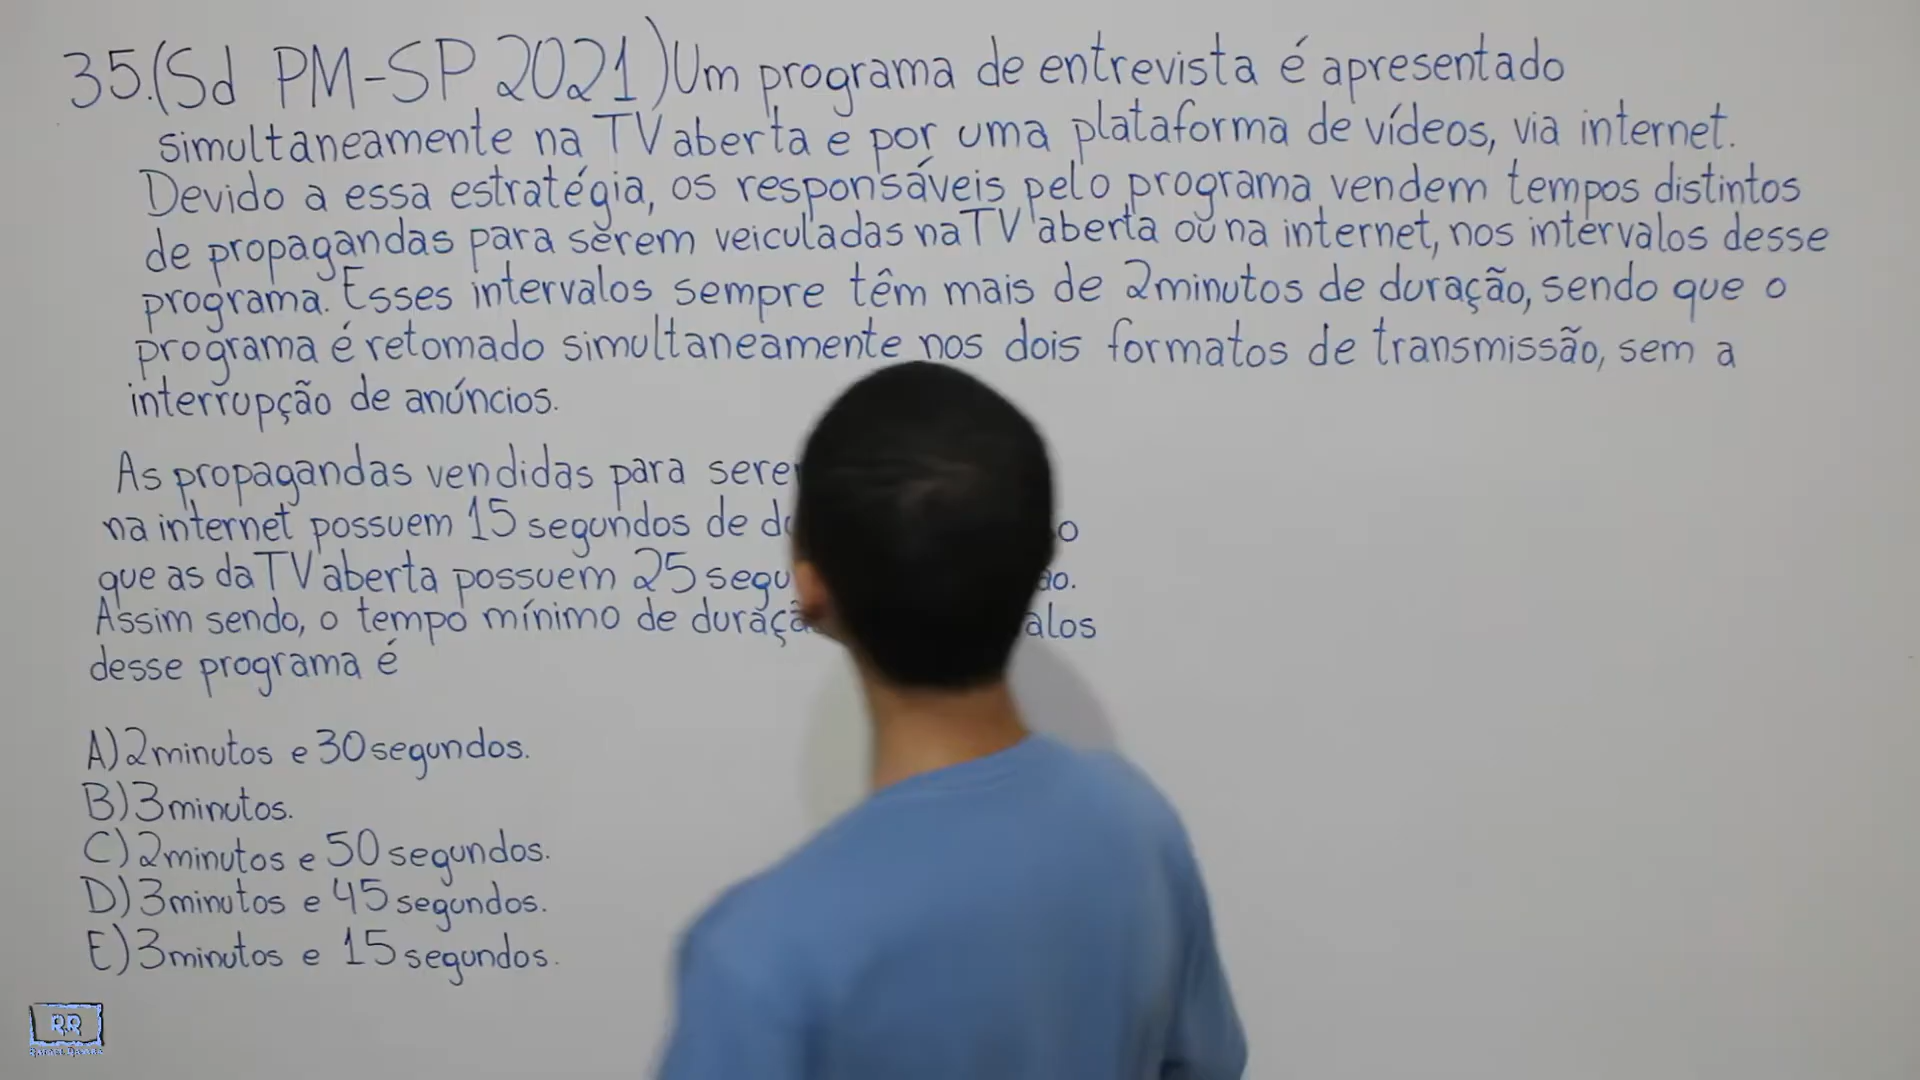 35.(Sd PM-SP 2021) Um programa de entrevista é apresentado
simultaneamente na TV aberta e por uma plataforma de vídeos, via internet.
Devido a essa estratégia, os responsáveis pelo programa vendem tempos distintos
de propagandas para serem veiculadas na TV aberta ou na internet, nos intervalos desse
programa. Esses intervalos sempre têm mais de 2 minutos de duração, sendo que o
programa é retomado simultaneamente nos dois formatos de transmissão, sem a
interrupção de anúncios.
As propagandas vendidas para
na internet possuem 15 segundos de o
que as da TV aberta possuem 25
Assim sendo, o tempo mínimo de
desse programa é
A) 2 minutos e 30 segundos.
B) 3 minutos.
C) 2 minutos e 50 segundos.
D) 3 minutos e 45 segundos.
E) 3 minutos e 15 segundos.
RR